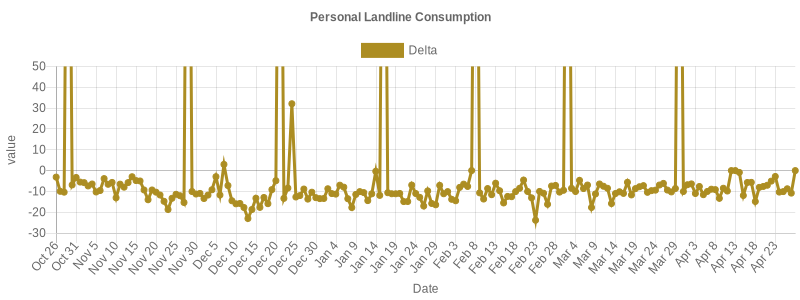 Personal Landline Consumption
Delta
value
50
40
30
20
10
0
-10
-20
-30
Oct 26
Oct 31
Nov 5
Nov 10
Nov 15
Nov 20
Nov 25
Nov 30
Dec 5
Dec 10
Dec 15
Dec 20
Dec 25
Dec 30
Jan 4
Jan 9
Jan 14
Jan 19
Jan 24
Jan 29
Feb 3
Feb 8
Feb 13
Feb 18
Feb 23
Feb 28
Mar 4
Mar 9
Mar 14
Mar 19
Mar 24
Mar 29
Apr 3
Apr 8
Apr 13
Apr 18
Apr 23
Date